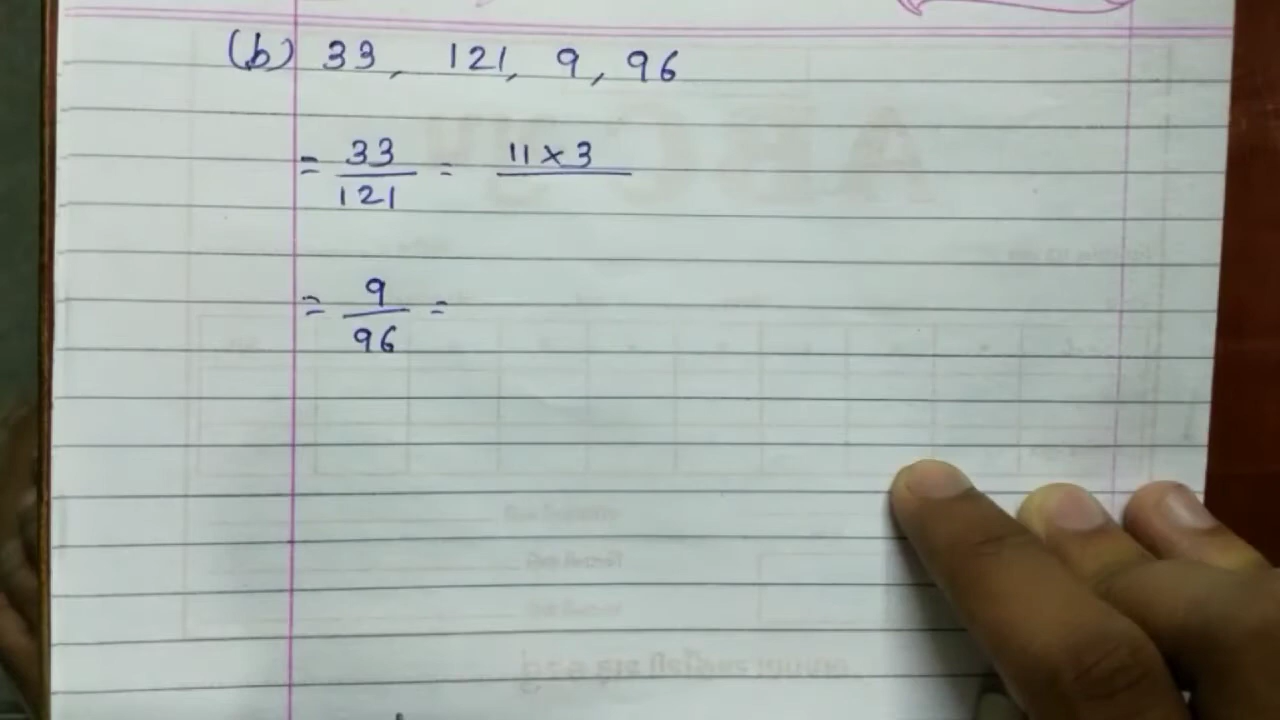 (b) 33, 121, 9, 96
= 33/121 = 11 × 3
= 9/96 =